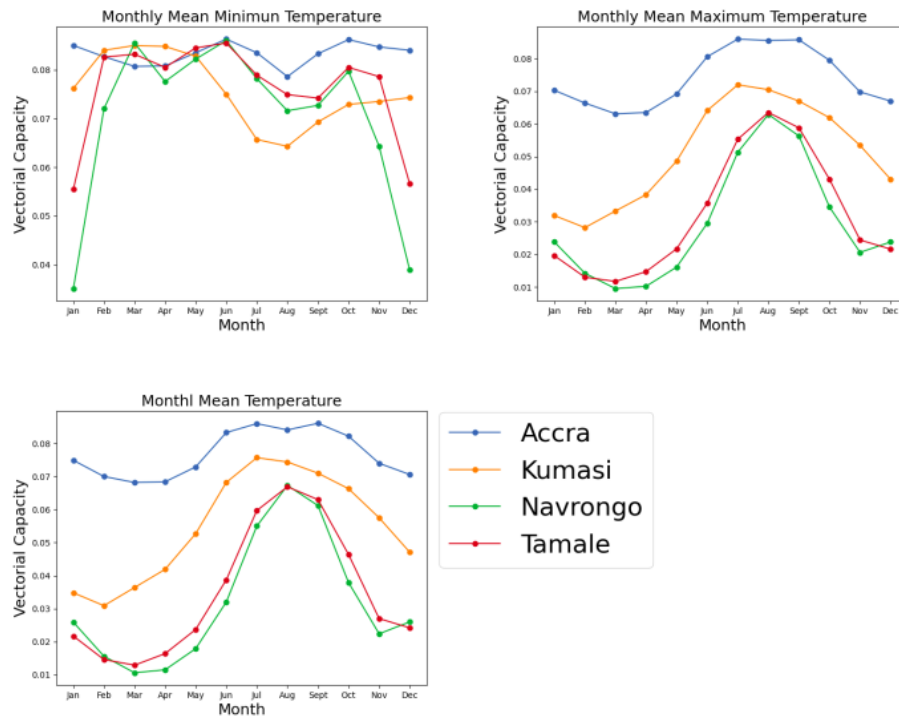 Monthly Mean Minimun Temperature
Vectorial Capacity
0.08
0.07
0.06
0.05
0.04
Jan Feb Mar Apr May Jun Jul Aug Sept Oct Nov Dec
Month
Monthly Mean Maximum Temperature
Vectorial Capacity
0.09
0.08
0.07
0.06
0.05
0.04
0.03
0.02
0.01
Jan Feb Mar Apr May Jun Jul Aug Sept Oct Nov Dec
Month
Monthl Mean Temperature
Vectorial Capacity
0.08
0.07
0.06
0.05
0.04
0.03
0.02
0.01
Jan Feb Mar Apr May Jun Jul Aug Sept Oct Nov Dec
Month
Accra
Kumasi
Navrongo
Tamale